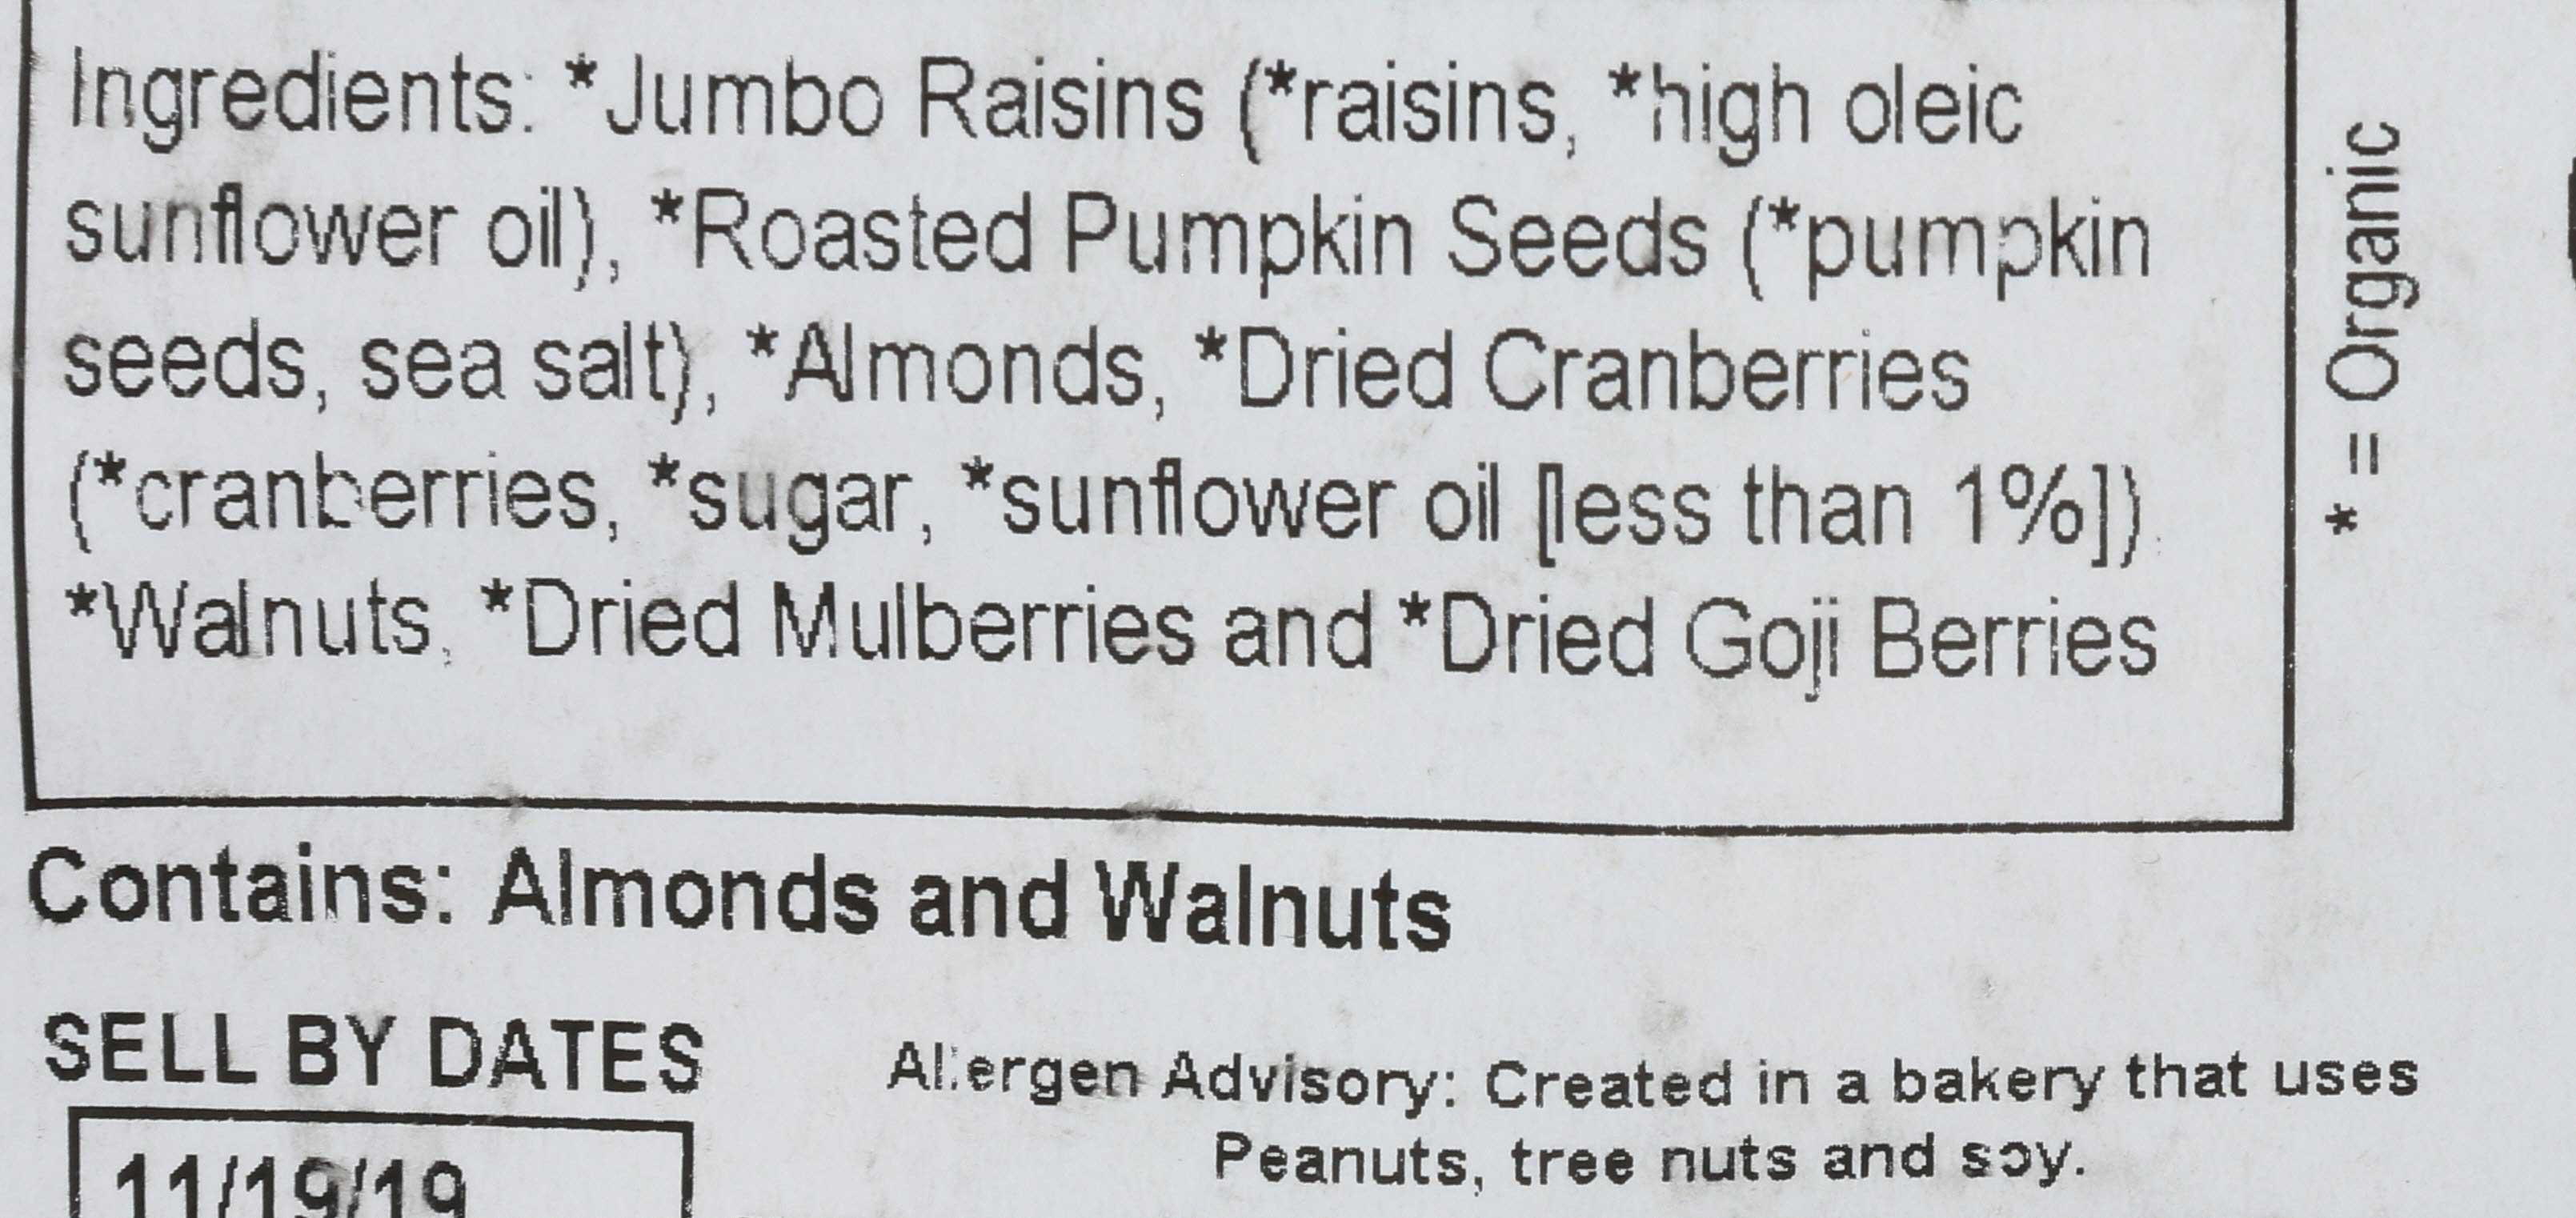 Ingredients: *Jumbo Raisins (*raisins, *high oleic
sunflower oil), *Roasted Pumpkin Seeds (*pumpkin
seeds, sea salt), *Almonds, *Dried Cranberries
(*cranberries, *sugar, *sunflower oil [less than 1%]).
*Walnuts, *Dried Mulberries and *Dried Goji Berries
* = Organic
Contains: Almonds and Walnuts
SELL BY DATES
11/19/19
Allergen Advisory: Created in a bakery that uses
Peanuts, tree nuts and soy.